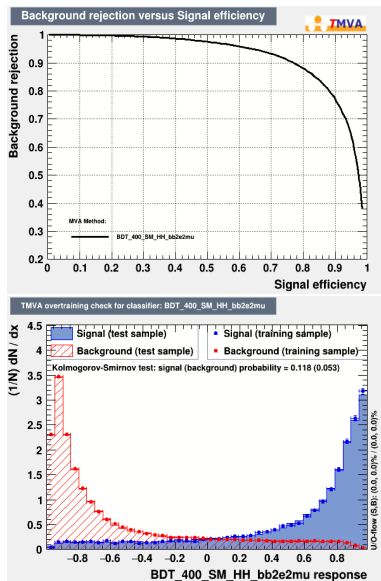 Background rejection versus Signal efficiency
TMVA
Background rejection
1
0.9
0.8
0.7
0.6
0.5
0.4
0.3
0.2
MVA Method:
BDT_400_SM_HH_bb2e2mu
0 0.1 0.2 0.3 0.4 0.5 0.6 0.7 0.8 0.9 1
Signal efficiency
TMVA overtraining check for classifier: BDT_400_SM_HH_bb2e2mu
(1/N) dN / dx
4.5
4
3.5
3
2.5
2
1.5
1
0.5
0
Signal (test sample)
Background (test sample)
Signal (training sample)
Background (training sample)
Kolmogorov-Smirnov test: signal (background) probability = 0.118 (0.053)
U/O-flow (S,B): (0.0, 0.0)% / (0.0, 0.0)%
−0.8 −0.6 −0.4 −0.2 0 0.2 0.4 0.6 0.8
BDT_400_SM_HH_bb2e2mu response